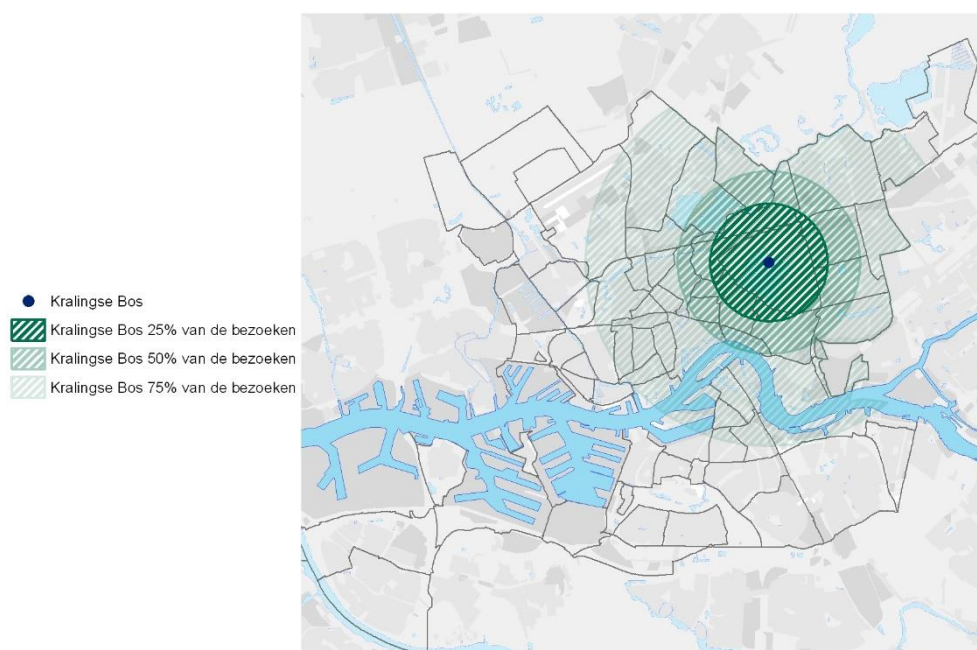 Kralingse Bos
Kralingse Bos 25% van de bezoeken
Kralingse Bos 50% van de bezoeken
Kralingse Bos 75% van de bezoeken